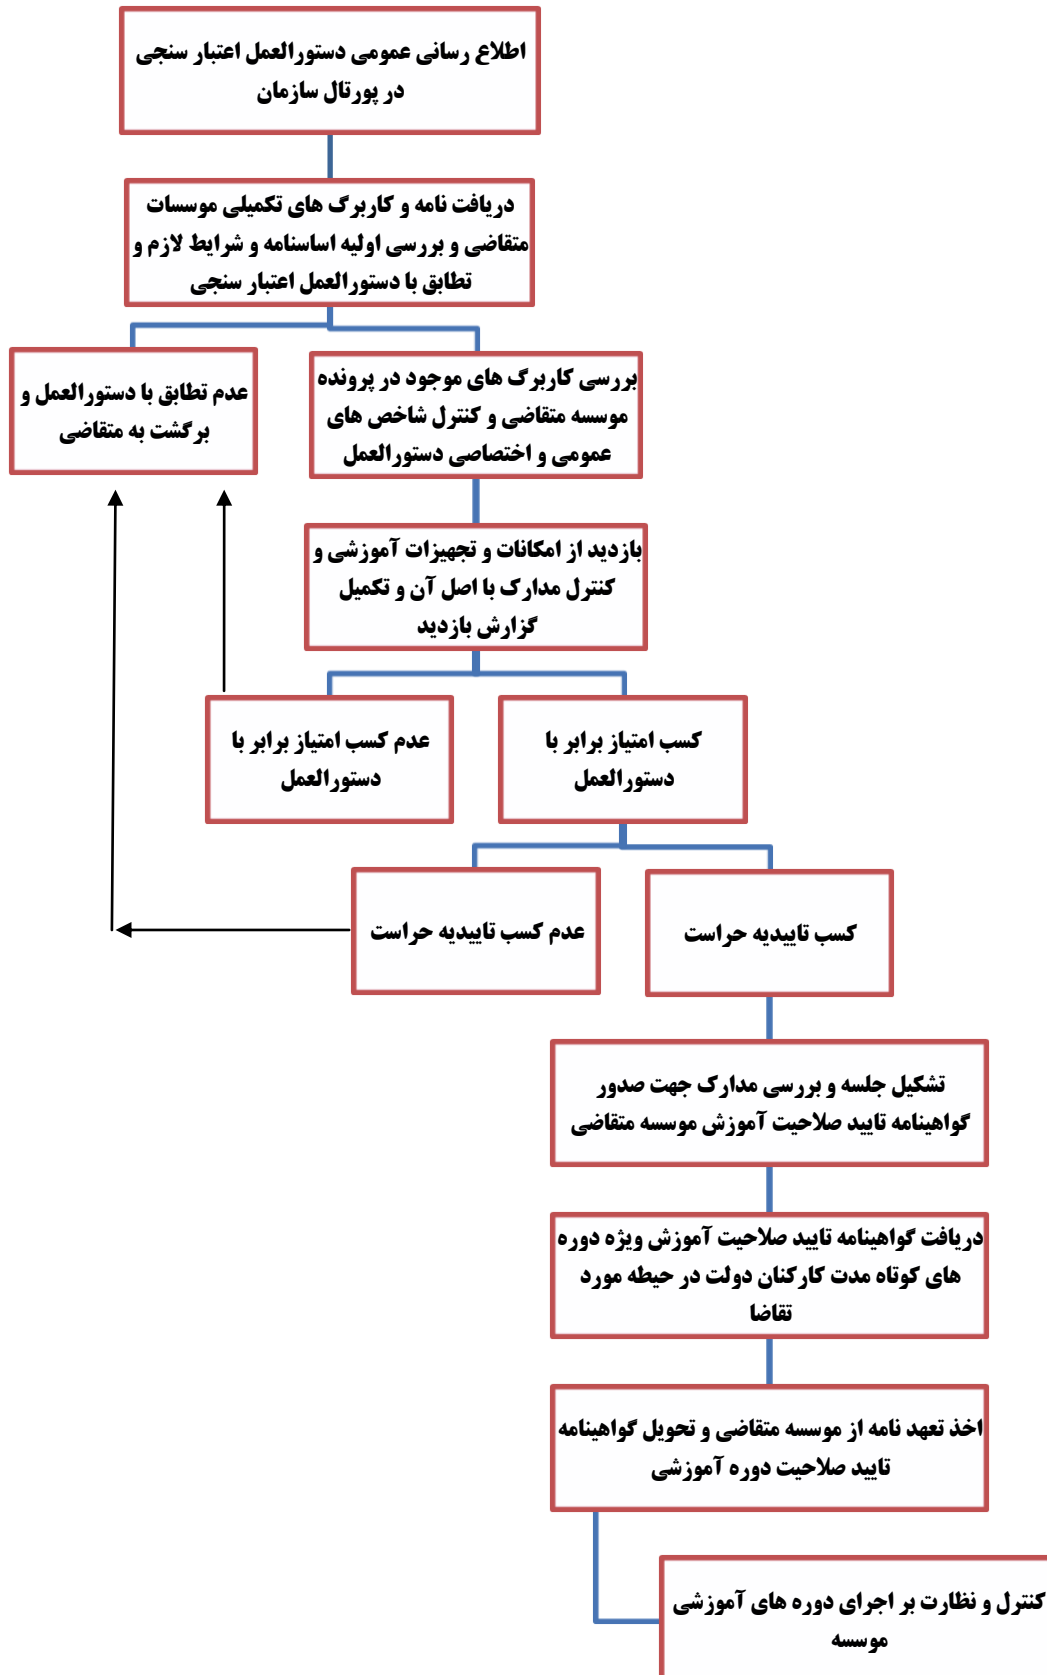 اطلاع رسانی عمومی دستورالعمل اعتبار سنجی
در پورتال سازمان
دریافت نامه و کاربرگ های تکمیلی موسسات
متقاضی و بررسی اولیه اساسنامه و شرایط لازم و
تطابق با دستورالعمل اعتبار سنجی
بررسی کاربرگ های موجود در پرونده
موسسه متقاضی و کنترل شاخص های
عمومی و اختصاصی دستورالعمل
عدم تطابق با دستورالعمل و
برگشت به متقاضی
بازدید از امکانات و تجهیزات آموزشی و
کنترل مدارک با اصل آن و تکمیل
گزارش بازدید
کسب امتیاز برابر با
دستورالعمل
عدم کسب امتیاز برابر با
دستورالعمل
کسب تاییدیه حراست
عدم کسب تاییدیه حراست
تشکیل جلسه و بررسی مدارک جهت صدور
گواهینامه تایید صلاحیت آموزش موسسه متقاضی
دریافت گواهینامه تایید صلاحیت آموزش ویژه دوره
های کوتاه مدت کارکنان دولت در حیطه مورد
تقاضا
اخذ تعهد نامه از موسسه متقاضی و تحویل گواهینامه
تایید صلاحیت دوره آموزشی
کنترل و نظارت بر اجرای دوره های آموزشی
موسسه